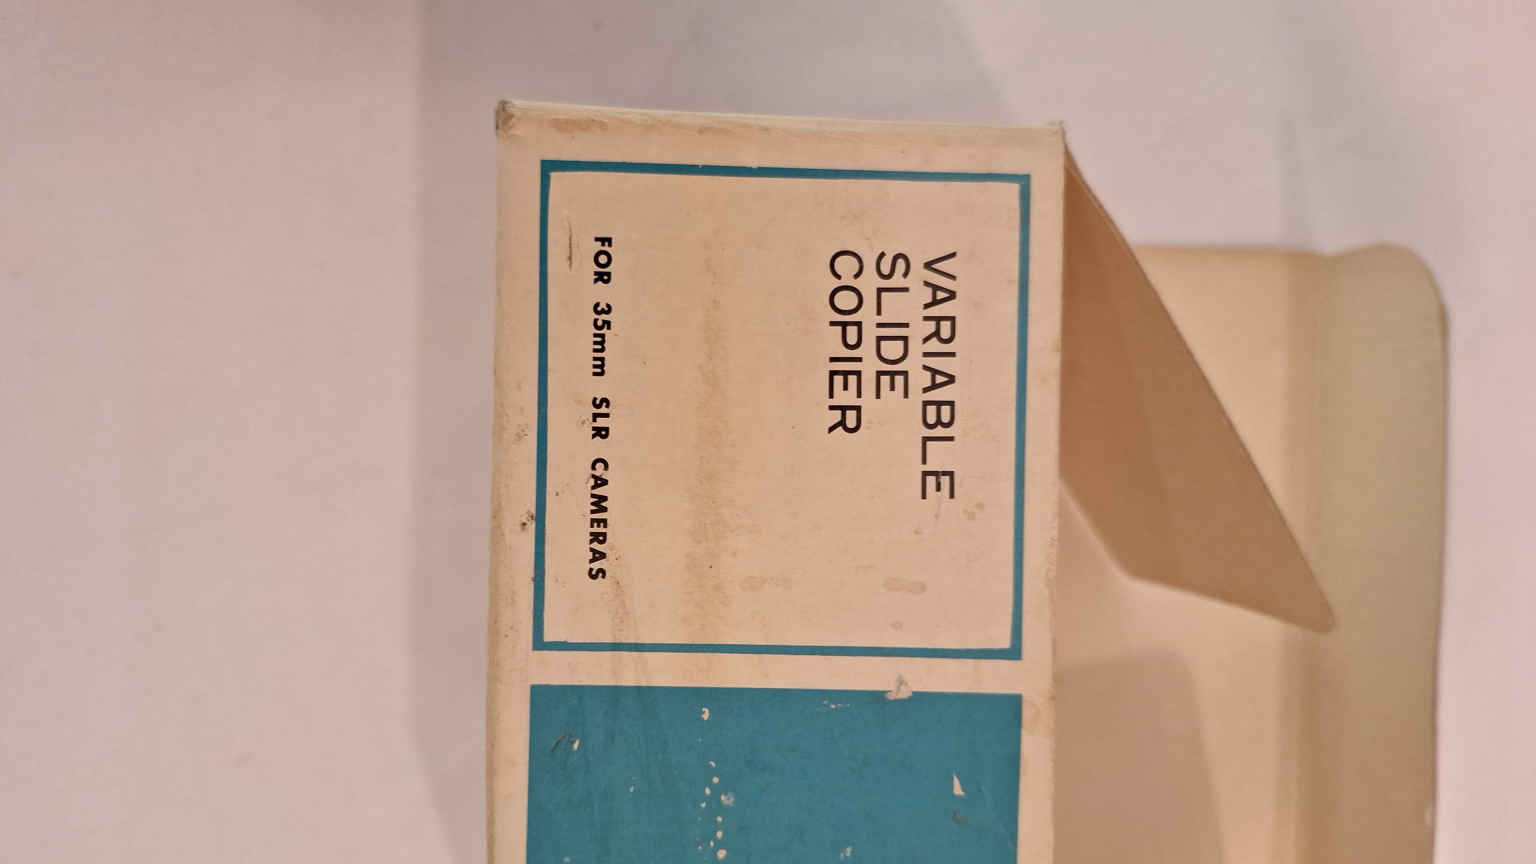 VARIABLE
SLIDE
COPIER
FOR 35mm SLR CAMERAS